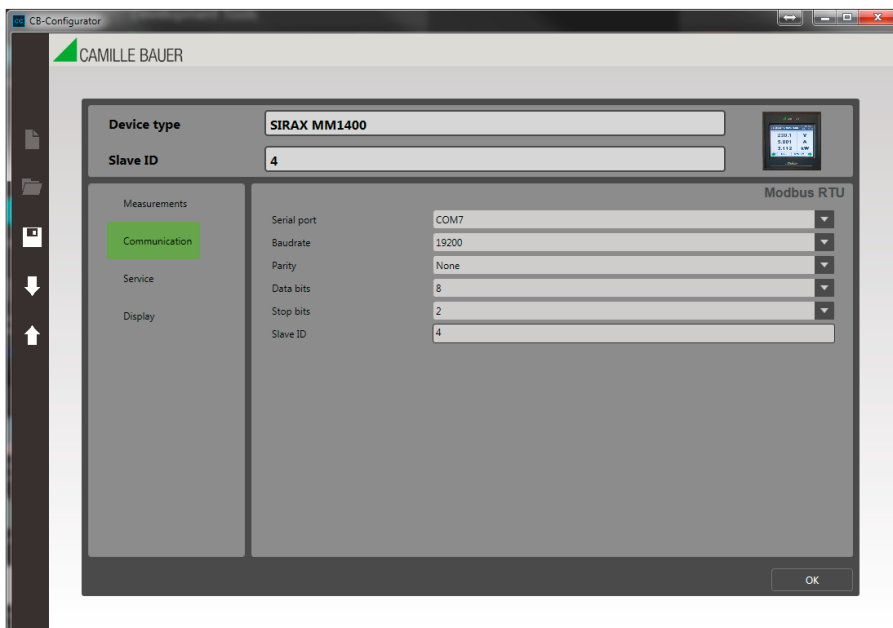 CB-Configurator
CAMILLE BAUER
Device type SIRAX MM1400
Slave ID 4
Modbus RTU
Measurements
Communication
Service
Display
Serial port COM7
Baudrate 19200
Parity None
Data bits 8
Stop bits 2
Slave ID 4
OK